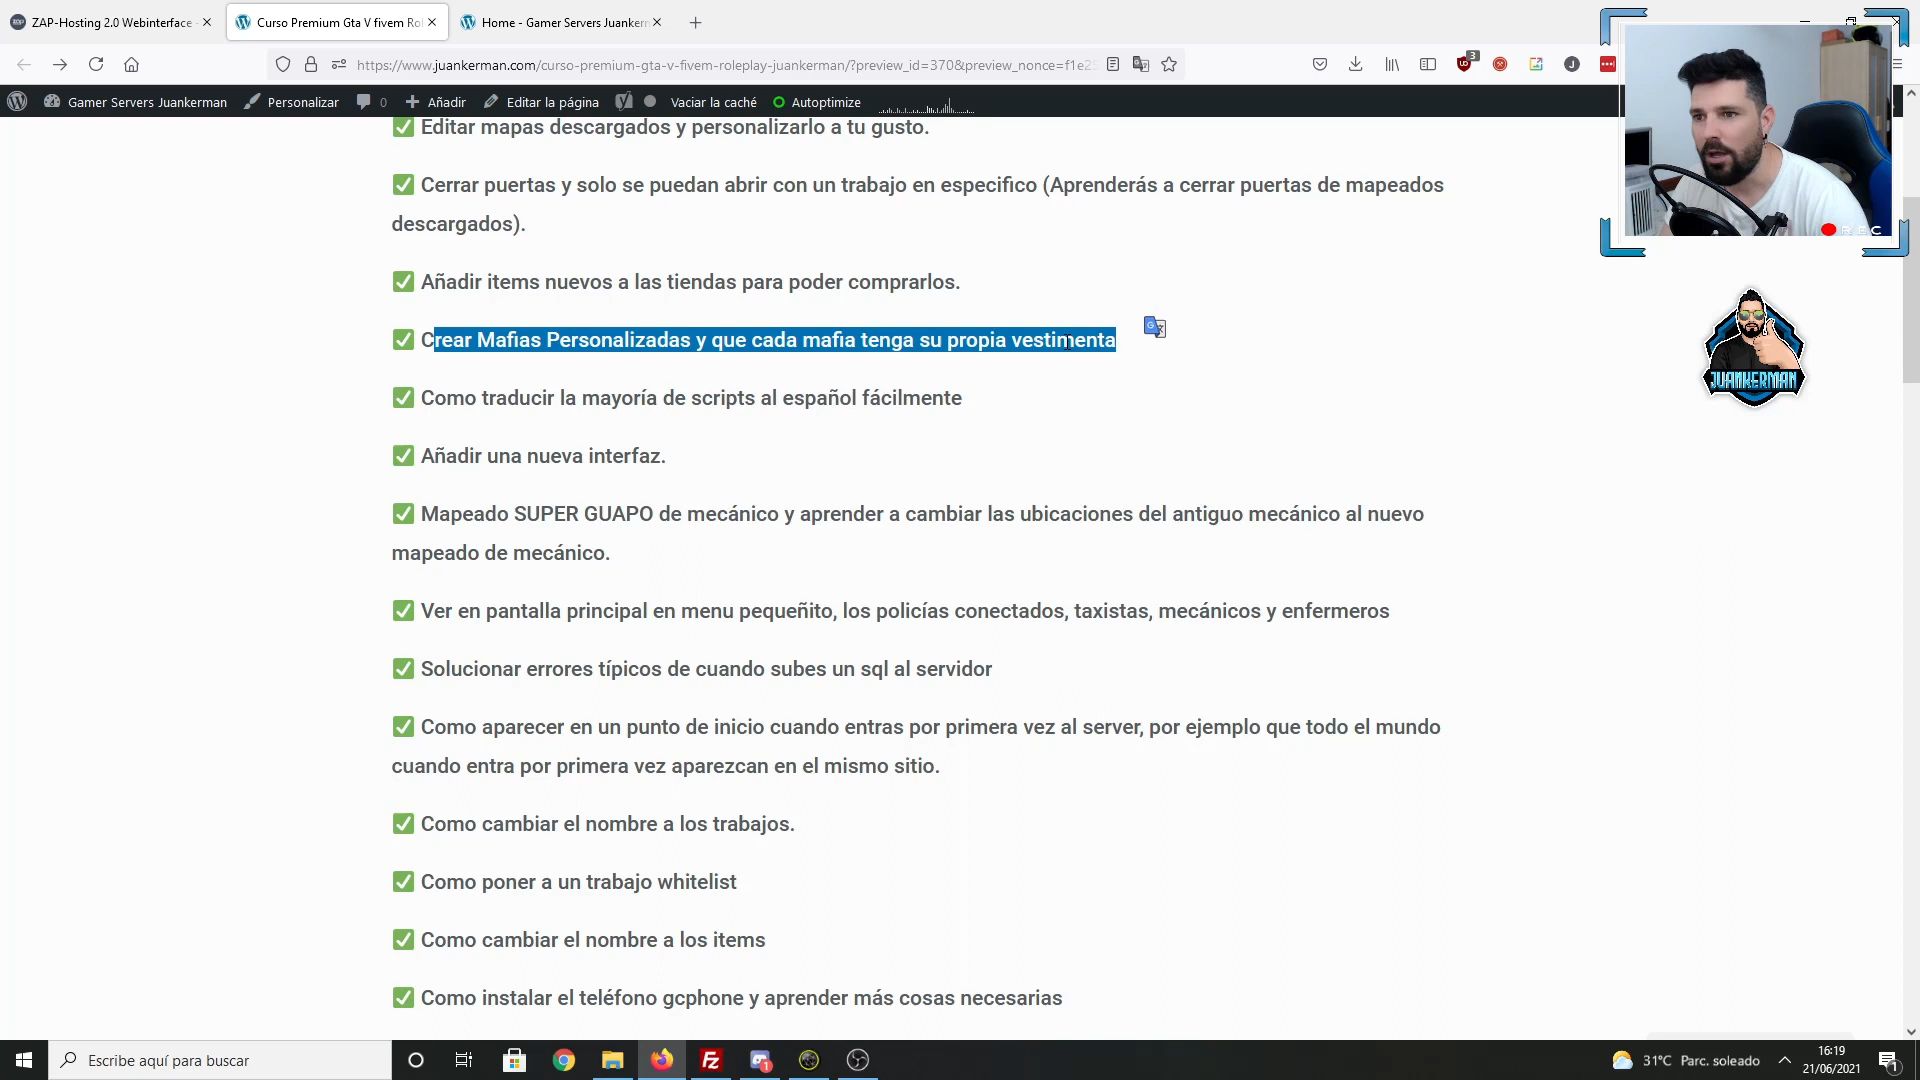 ZAP-Hosting 2.0 Webinterface
Curso Premium Gta V fivem Rol
Home - Gamer Servers Juankerm
https://www.juankerman.com/curso-premium-gta-v-fivem-roleplay-juankerman/?preview_id=370&preview_nonce=f1e25
3
Gamer Servers Juankerman
Personalizar
0
Añadir
Editar la página
Vaciar la caché
Autoptimize
Editar mapas descargados y personalizarlo a tu gusto.
Cerrar puertas y solo se puedan abrir con un trabajo en especifico (Aprenderás a cerrar puertas de mapeados
descargados).
REC
Añadir items nuevos a las tiendas para poder comprarlos.
Crear Mafias Personalizadas y que cada mafia tenga su propia vestimenta
JUANKERMAN
Como traducir la mayoría de scripts al español fácilmente
Añadir una nueva interfaz.
Mapeado SUPER GUAPO de mecánico y aprender a cambiar las ubicaciones del antiguo mecánico al nuevo
mapeado de mecánico.
Ver en pantalla principal en menu pequeñito, los policías conectados, taxistas, mecánicos y enfermeros
Solucionar errores típicos de cuando subes un sql al servidor
Como aparecer en un punto de inicio cuando entras por primera vez al server, por ejemplo que todo el mundo
cuando entra por primera vez aparezcan en el mismo sitio.
Como cambiar el nombre a los trabajos.
Como poner a un trabajo whitelist
Como cambiar el nombre a los items
Como instalar el teléfono gcphone y aprender más cosas necesarias
Escribe aquí para buscar
31°C Parc. soleado
16:19
21/06/2021